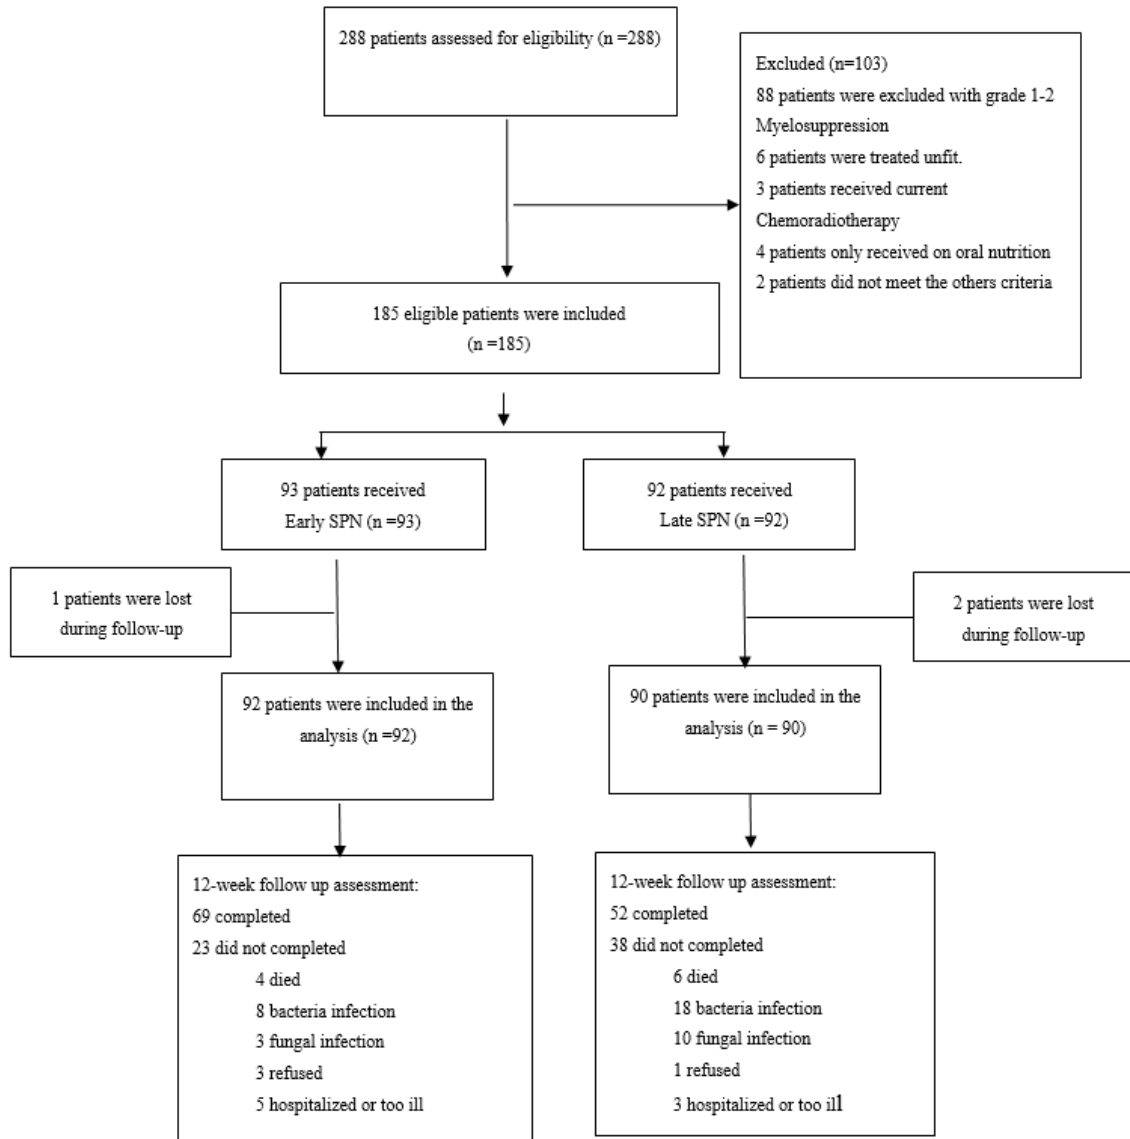 288 patients assessed for eligibility (n =288)
Excluded (n=103)
88 patients were excluded with grade 1-2
Myelosuppression
6 patients were treated unfit.
3 patients received current
Chemoradiotherapy
4 patients only received on oral nutrition
2 patients did not meet the others criteria
185 eligible patients were included
(n =185)
93 patients received
Early SPN (n =93)
92 patients received
Late SPN (n =92)
1 patients were lost
during follow-up
2 patients were lost
during follow-up
92 patients were included in the
analysis (n =92)
90 patients were included in the
analysis (n = 90)
12-week follow up assessment:
69 completed
23 did not completed
4 died
8 bacteria infection
3 fungal infection
3 refused
5 hospitalized or too ill
12-week follow up assessment:
52 completed
38 did not completed
6 died
18 bacteria infection
10 fungal infection
1 refused
3 hospitalized or too ill